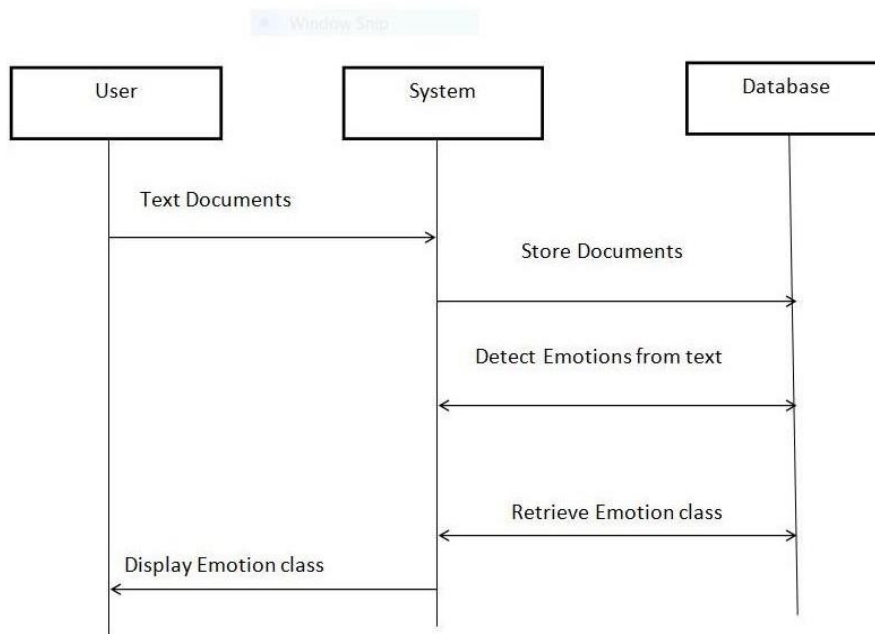 Window Snip
User
System
Database
Text Documents
Store Documents
Detect Emotions from text
Retrieve Emotion class
Display Emotion class